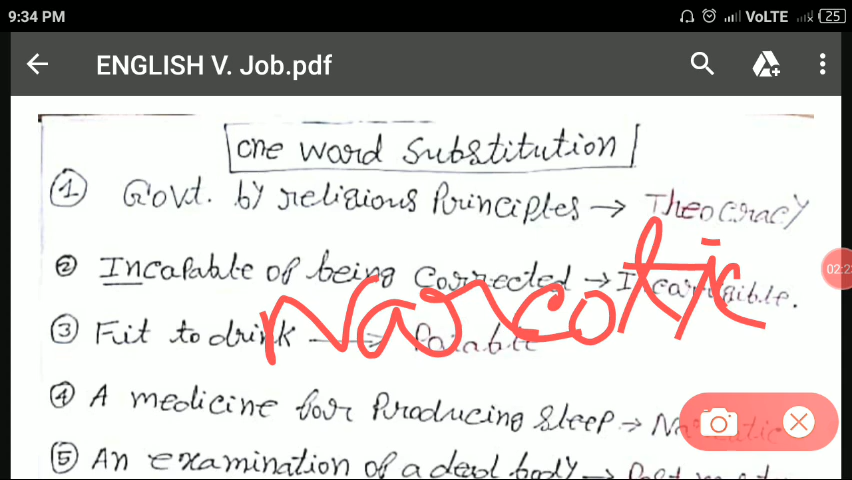 9:34 PM VoLTE 25
ENGLISH V. Job.pdf
one word substitution
① Govt. by religious Principles → Theocracy
② Incapable of being corrected →
③ Fit to drink →
Narcotic
02:2
④ A medicine for Producing sleep →
⑤ An examination of a dead body →